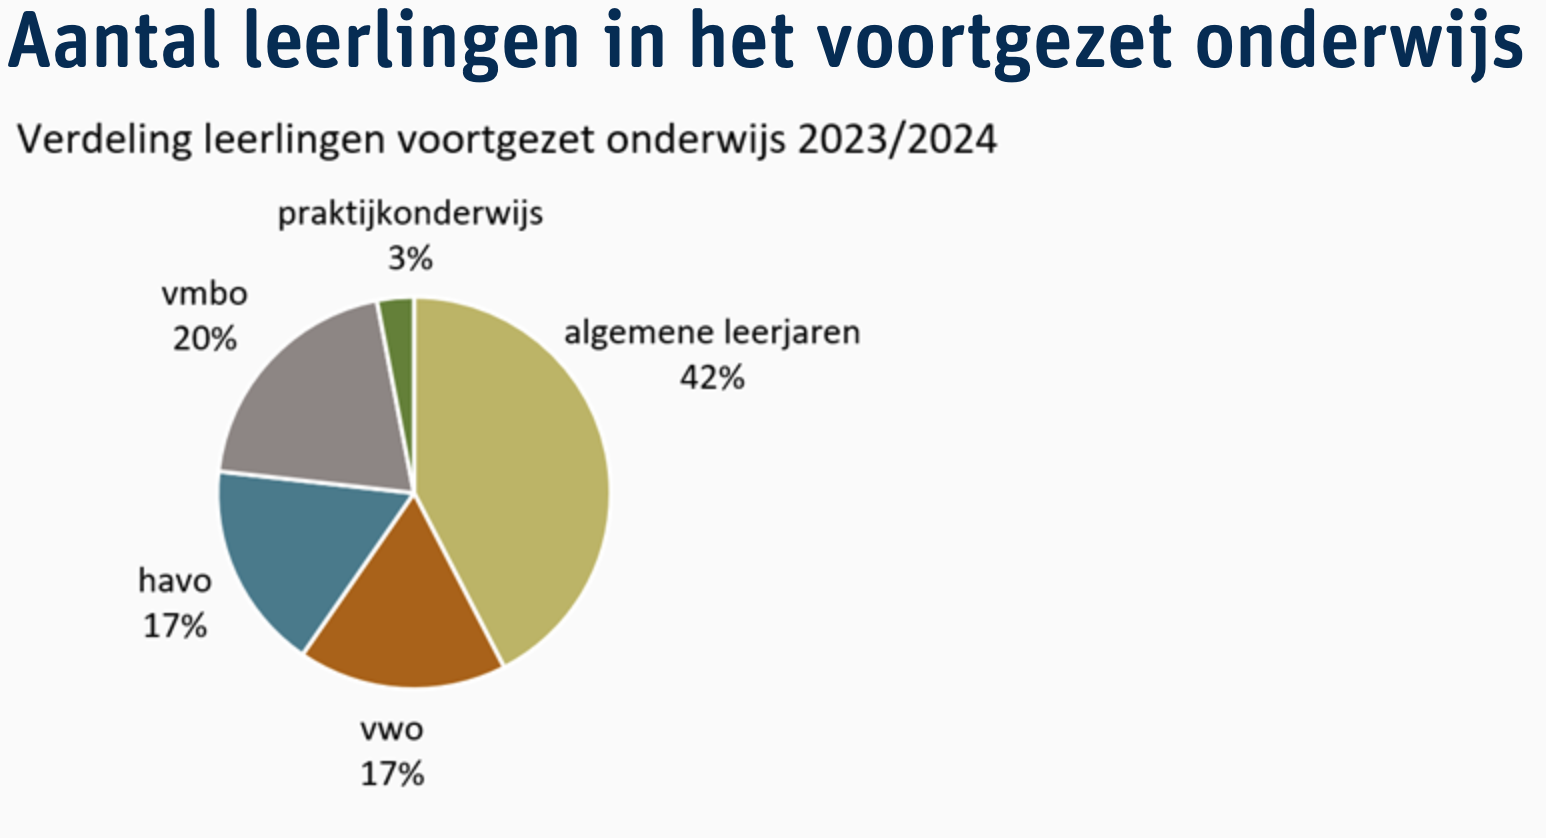 Aantal leerlingen in het voortgezet onderwijs
Verdeling leerlingen voortgezet onderwijs 2023/2024
praktijkonderwijs
3%
vmbo
20%
algemene leerjaren
42%
havo
17%
vwo
17%